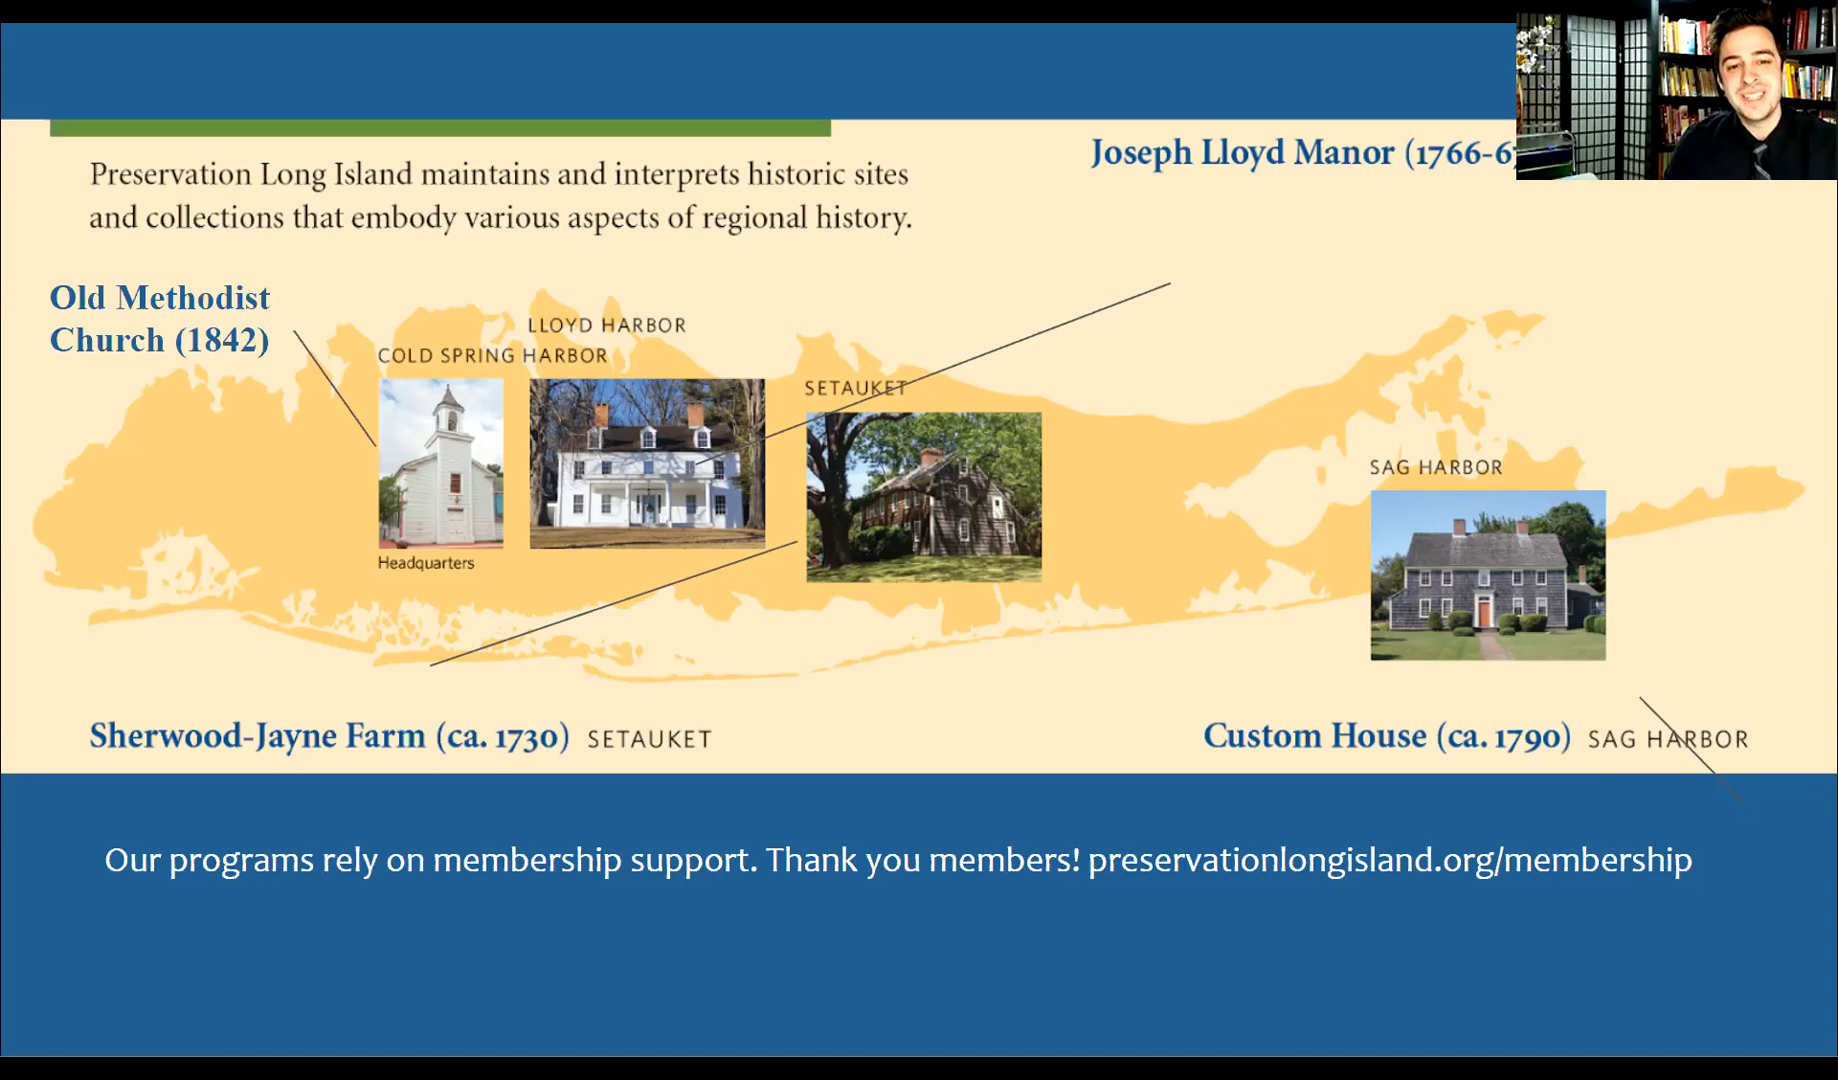 Joseph Lloyd Manor (1766-6
Preservation Long Island maintains and interprets historic sites
and collections that embody various aspects of regional history.
Old Methodist
Church (1842)
LLOYD HARBOR
COLD SPRING HARBOR
SETAUKET
SAG HARBOR
Headquarters
Sherwood-Jayne Farm (ca. 1730) SETAUKET
Custom House (ca. 1790) SAG HARBOR
Our programs rely on membership support. Thank you members! preservationlongisland.org/membership